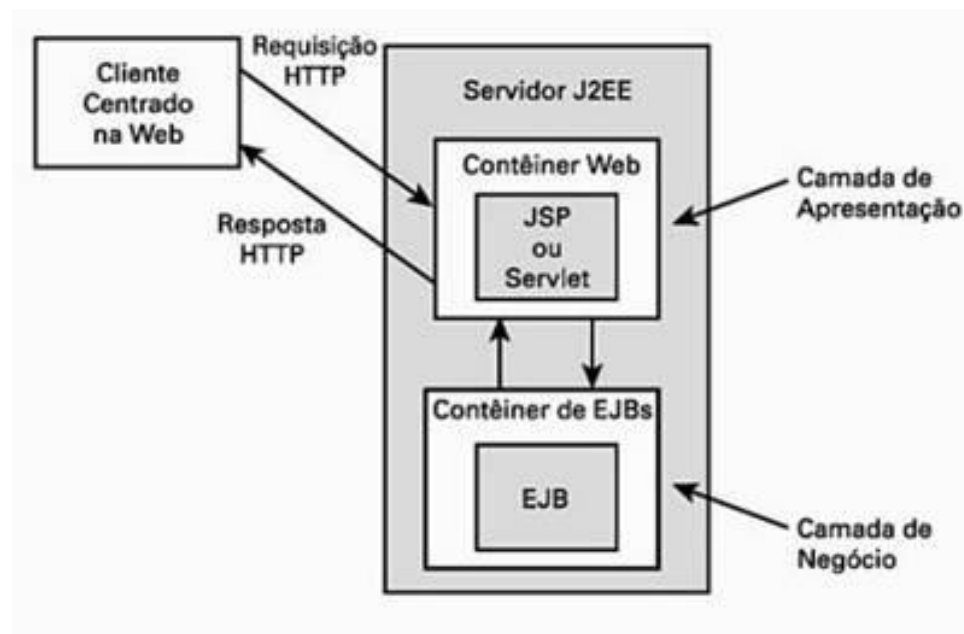 Cliente
Centrado
na Web
Requisição
HTTP
Resposta
HTTP
Servidor J2EE
Contêiner Web
JSP
ou
Servlet
Camada de
Apresentação
Contêiner de EJBs
EJB
Camada de
Negócio